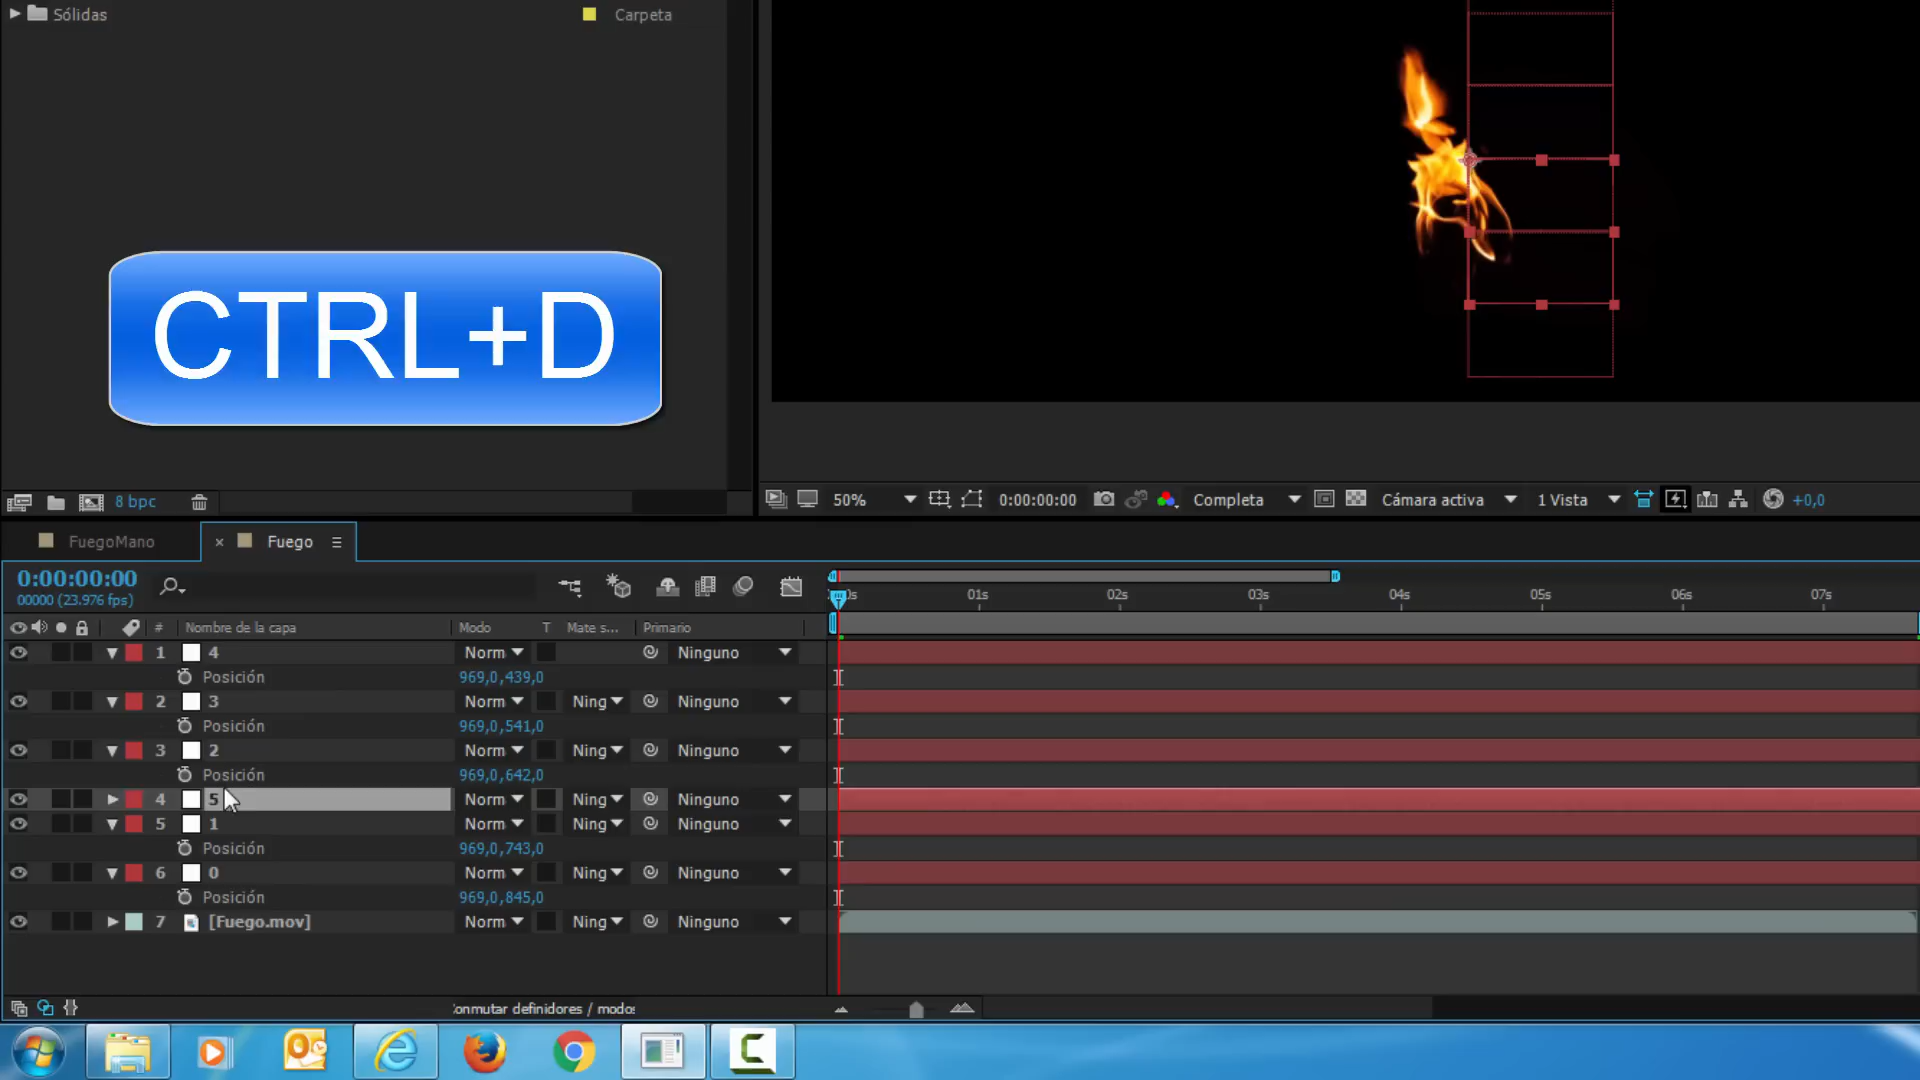 Sólidas Carpeta
CTRL+D
8 bpc
50% 0:00:00:00 Completa Cámara activa 1 Vista +0,0
FuegoMano × Fuego
0:00:00:00
00000 (23.976 fps)
01s 02s 03s 04s 05s 06s 07s
# Nombre de la capa Modo T Mate s... Primario
1 4 Norm Ninguno
Posición 969,0,439,0
2 3 Norm Ning Ninguno
Posición 969,0,541,0
3 2 Norm Ning Ninguno
Posición 969,0,642,0
4 5 Norm Ning Ninguno
5 1 Norm Ning Ninguno
Posición 969,0,743,0
6 0 Norm Ning Ninguno
Posición 969,0,845,0
7 [Fuego.mov] Norm Ning Ninguno
definidores / modos